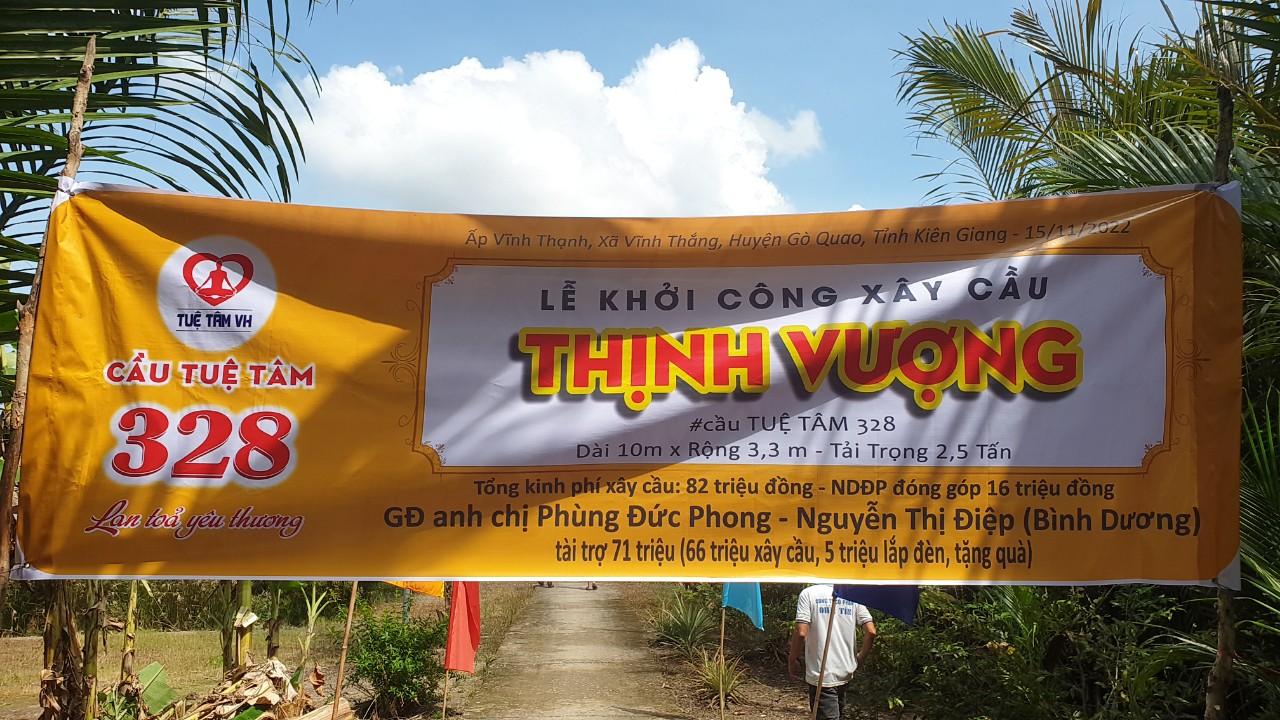 Ấp Vĩnh Thạnh, Xã Vĩnh Thắng, Huyện Gò Quao, Tỉnh Kiên Giang - 15/11/2022
TUỆ TÂM VH
CẦU TUỆ TÂM
328
Lan toả yêu thương
LỄ KHỞI CÔNG XÂY CẦU
THỊNH VƯỢNG
#cầu TUỆ TÂM 328
Dài 10m x Rộng 3,3 m - Tải Trọng 2,5 Tấn
Tổng kinh phí xây cầu: 82 triệu đồng - NDĐP đóng góp 16 triệu đồng
GĐ anh chị Phùng Đức Phong - Nguyễn Thị Điệp (Bình Dương)
tài trợ 71 triệu (66 triệu xây cầu, 5 triệu lắp đèn, tặng quà)